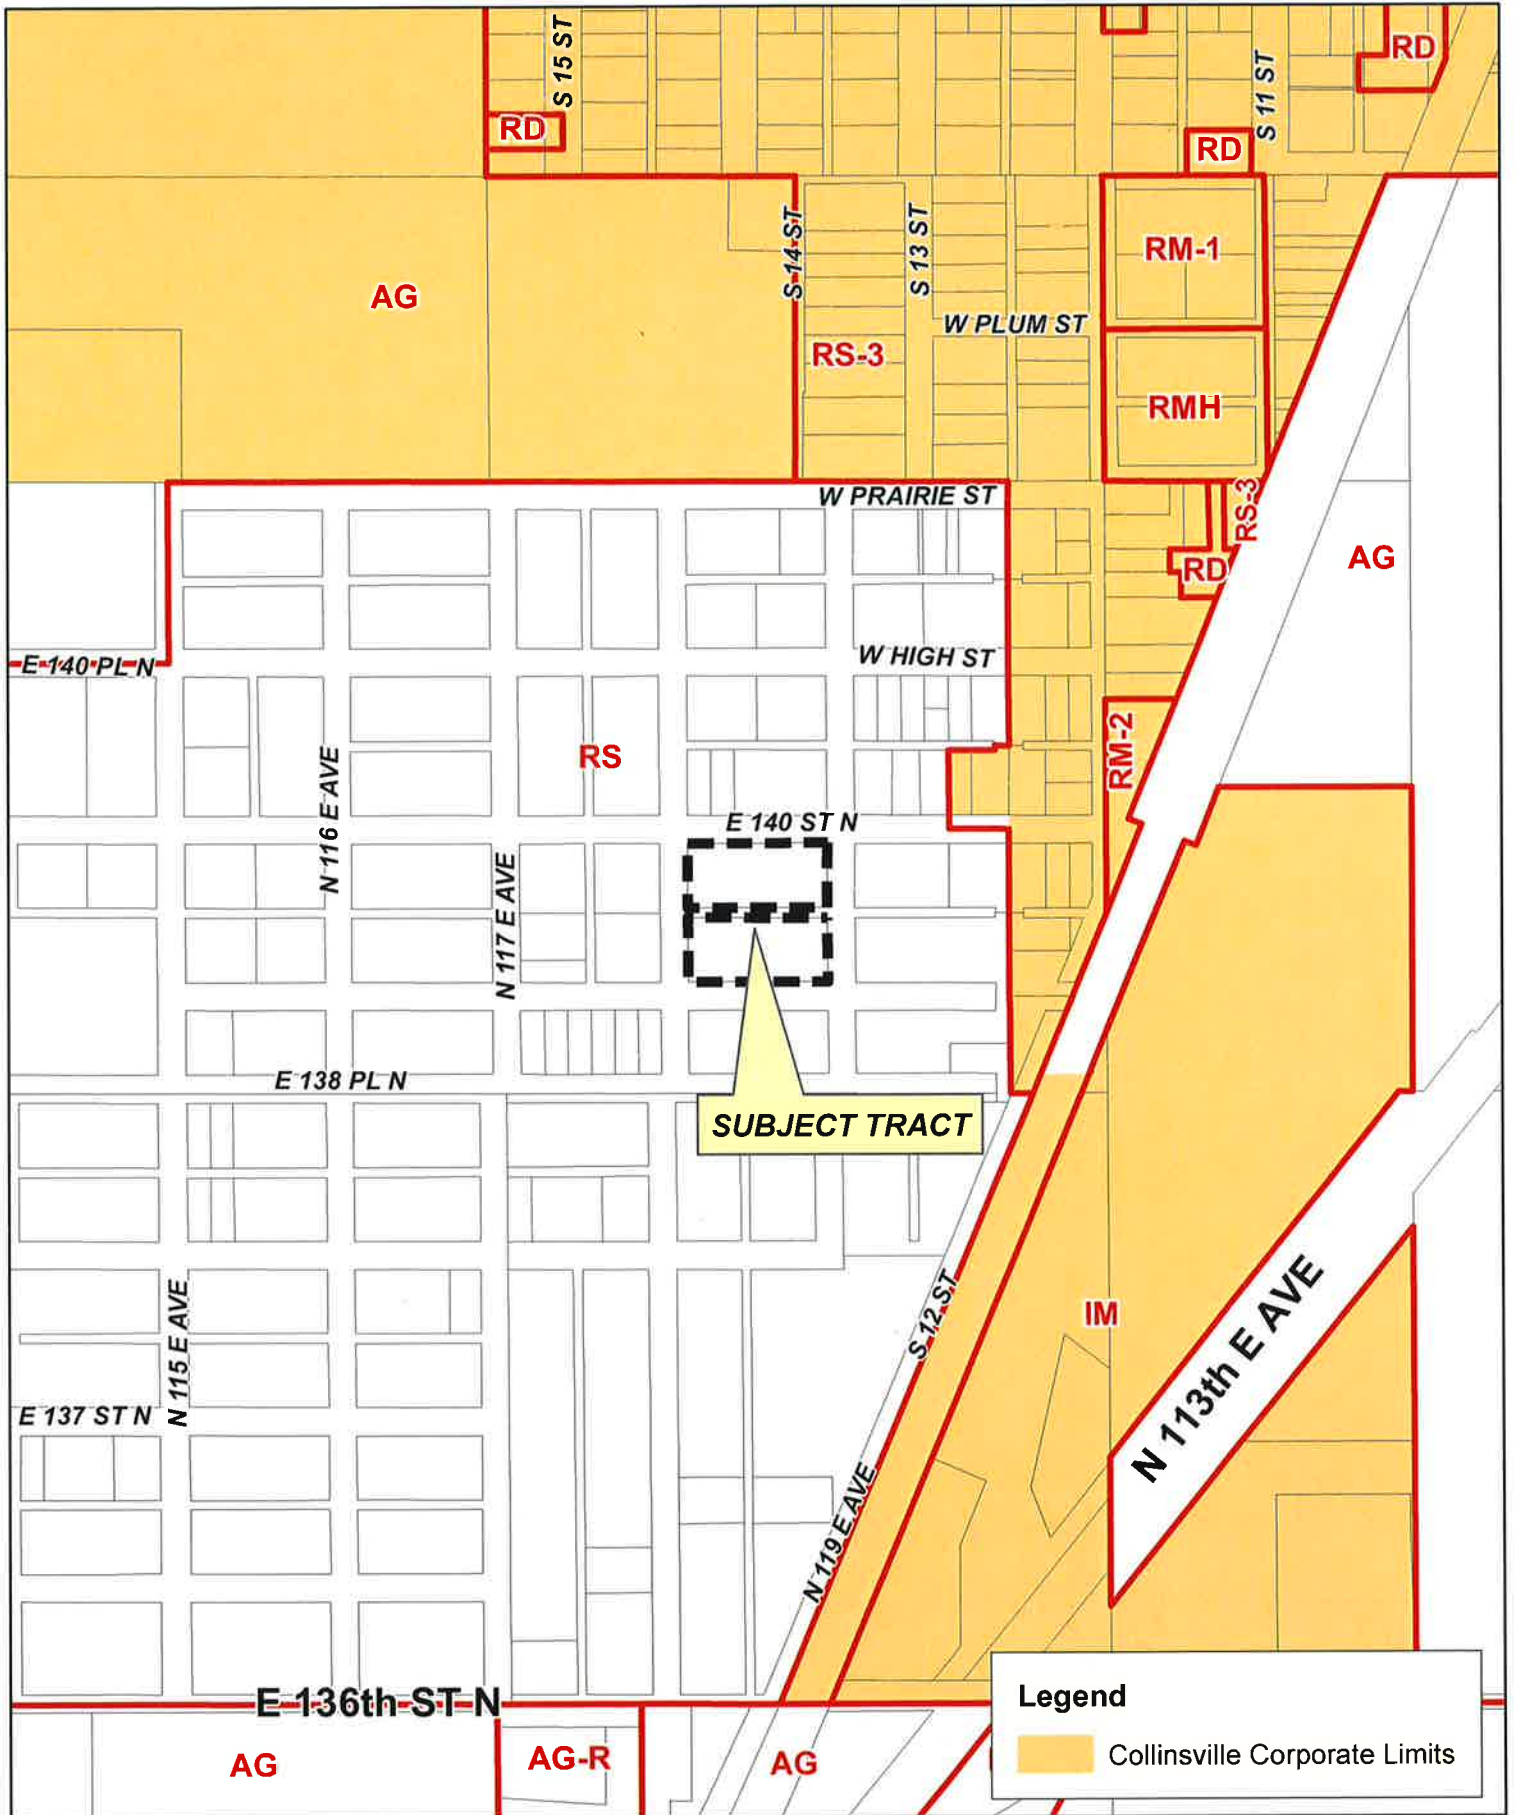 S 15 ST
S 11 ST
RD
RD
RD
S 14 ST
S 13 ST
RM-1
AG
W PLUM ST
RS-3
RMH
W PRAIRIE ST
RS-3
AG
RD
E 140 PL N
W HIGH ST
RS
RM-2
N 116 E AVE
E 140 ST N
N 117 E AVE
E 138 PL N
SUBJECT TRACT
S 12 ST
IM
N 113th E AVE
N 115 E AVE
E 137 ST N
N 119 E AVE
E 136th ST N
AG
AG-R
AG
Legend
Collinsville Corporate Limits